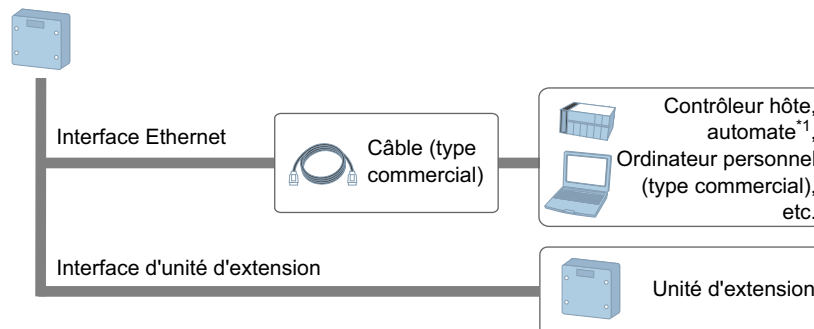 Interface Ethernet
Câble (type
commercial)
Contrôleur hôte,
automate*1,
Ordinateur personnel
(type commercial),
etc.
Interface d'unité d'extension
Unité d'extension